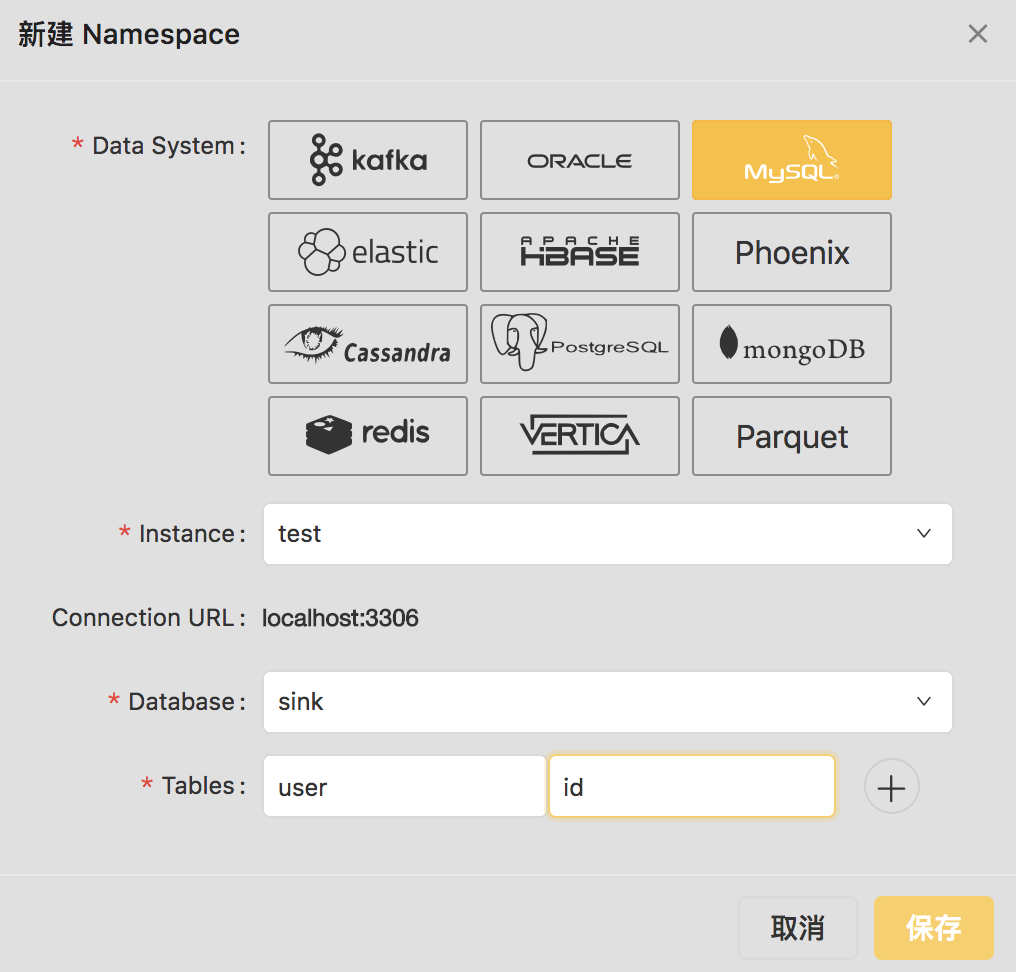 新建 Namespace
* Data System:
kafka
ORACLE
MySQL®
elastic
APACHE
HBASE
Phoenix
Cassandra
PostgreSQL
mongoDB
redis
VERTICA
Parquet
* Instance:
test
Connection URL:
localhost:3306
* Database:
sink
* Tables:
user
id
取消
保存